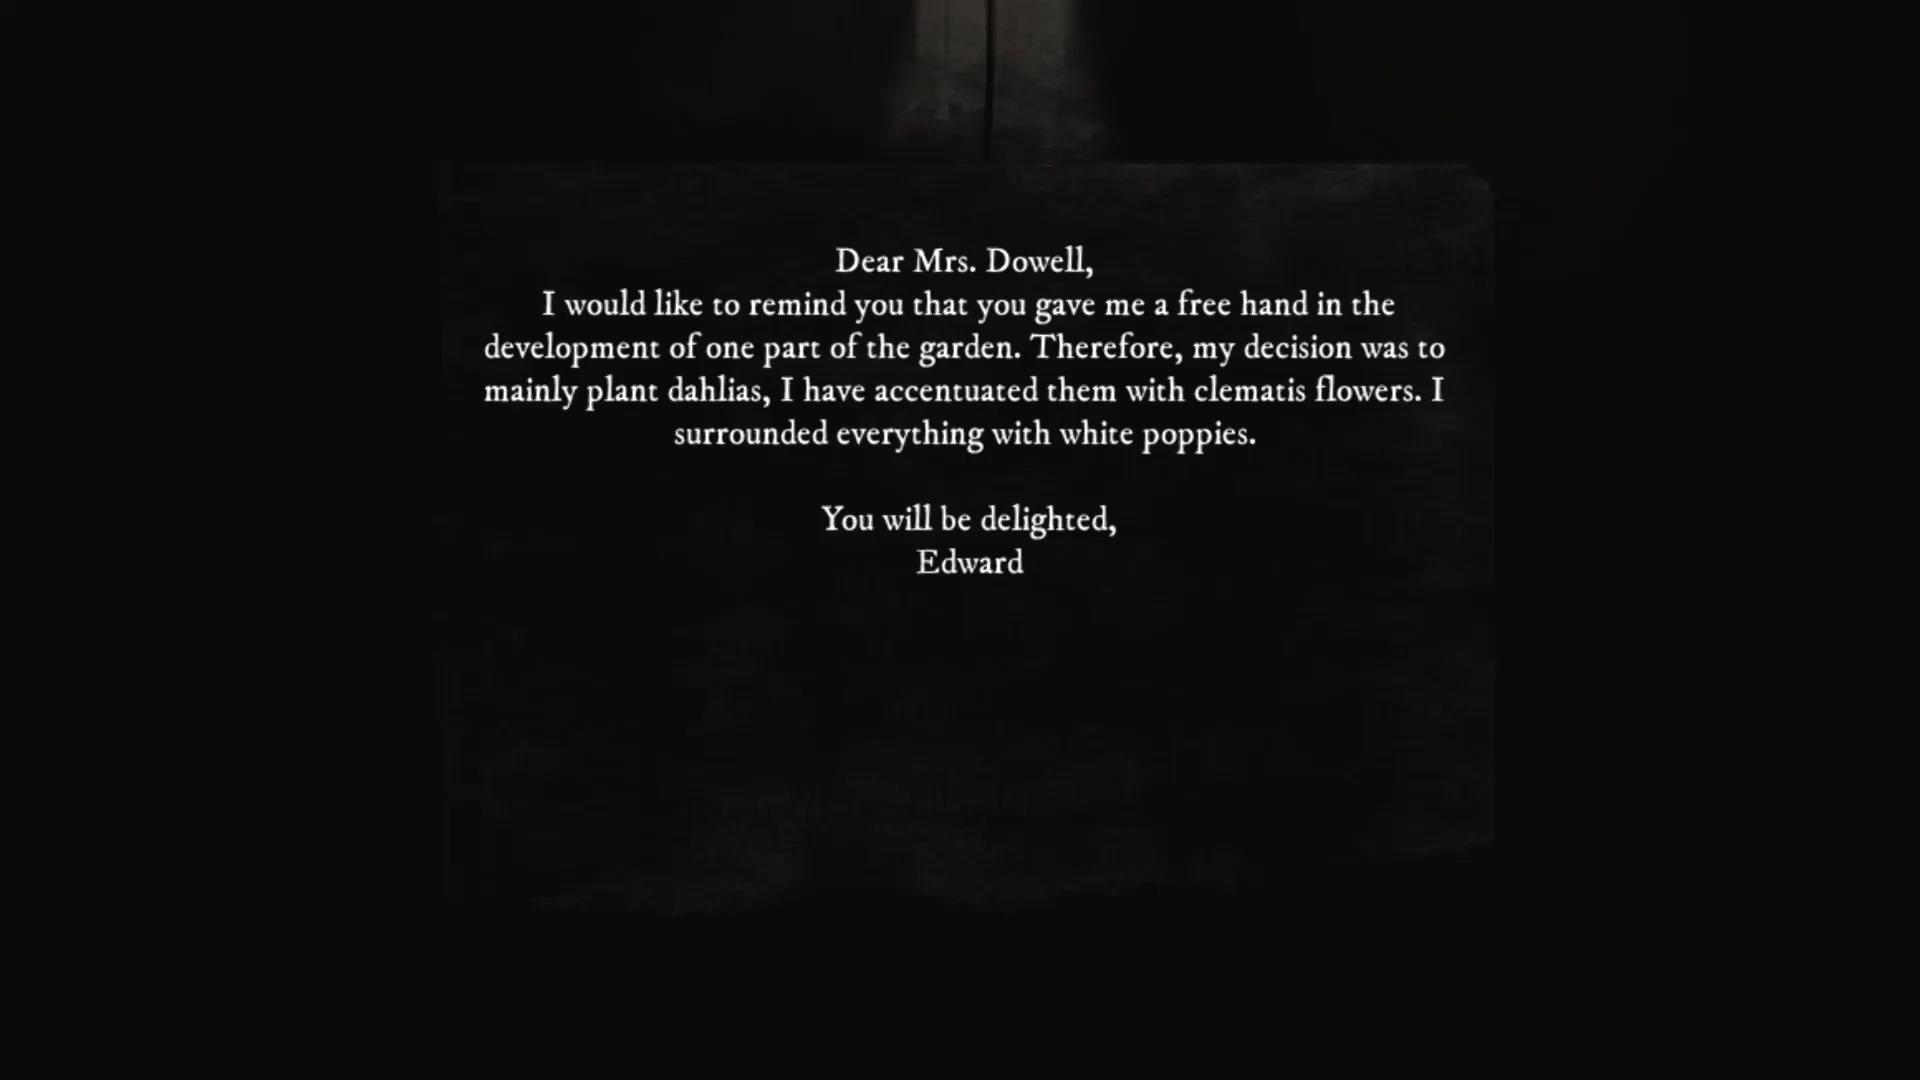 Dear Mrs. Dowell,
I would like to remind you that you gave me a free hand in the
development of one part of the garden. Therefore, my decision was to
mainly plant dahlias, I have accentuated them with clematis flowers. I
surrounded everything with white poppies.
You will be delighted,
Edward